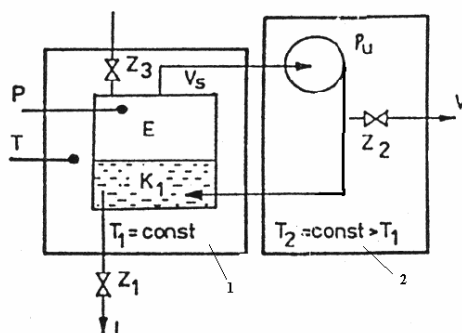 Z3
Pu
Vs
P
E
V
T
Z2
K1
T1 = const
T2 = const > T1
1
2
Z1